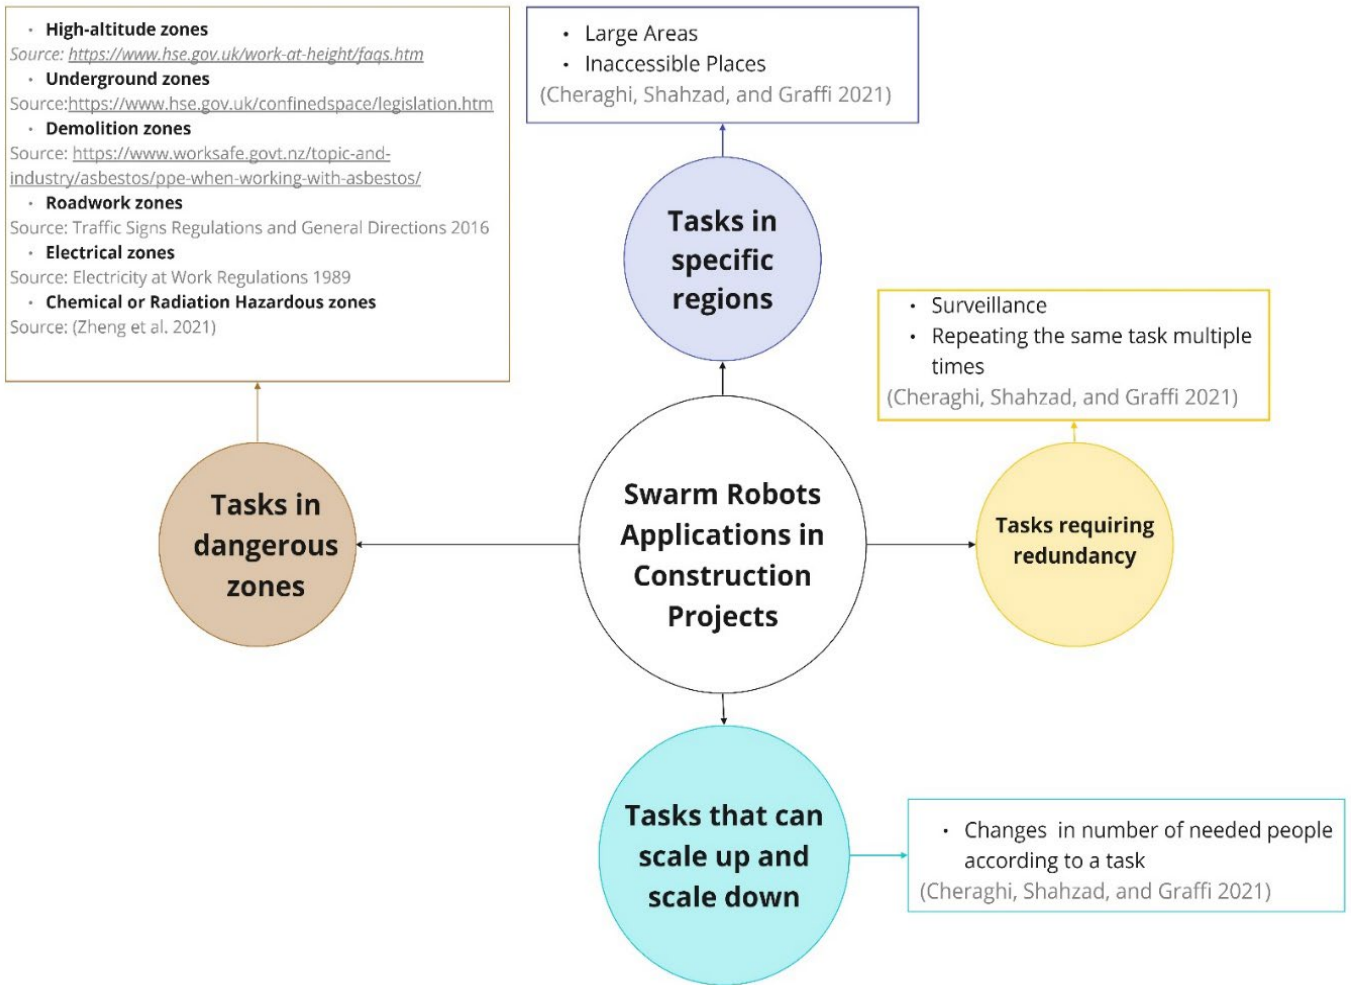 • High-altitude zones
Source: https://www.hse.gov.uk/work-at-height/faqs.htm
• Underground zones
Source:https://www.hse.gov.uk/confinedspace/legislation.htm
• Demolition zones
Source: https://www.worksafe.govt.nz/topic-and-
industry/asbestos/ppe-when-working-with-asbestos/
• Roadwork zones
Source: Traffic Signs Regulations and General Directions 2016
• Electrical zones
Source: Electricity at Work Regulations 1989
• Chemical or Radiation Hazardous zones
Source: (Zheng et al. 2021)
• Large Areas
• Inaccessible Places
(Cheraghi, Shahzad, and Graffi 2021)
Tasks in
specific
regions
• Surveillance
• Repeating the same task multiple
times
(Cheraghi, Shahzad, and Graffi 2021)
Tasks in
dangerous
zones
Swarm Robots
Applications in
Construction
Projects
Tasks requiring
redundancy
Tasks that can
scale up and
scale down
• Changes in number of needed people
according to a task
(Cheraghi, Shahzad, and Graffi 2021)